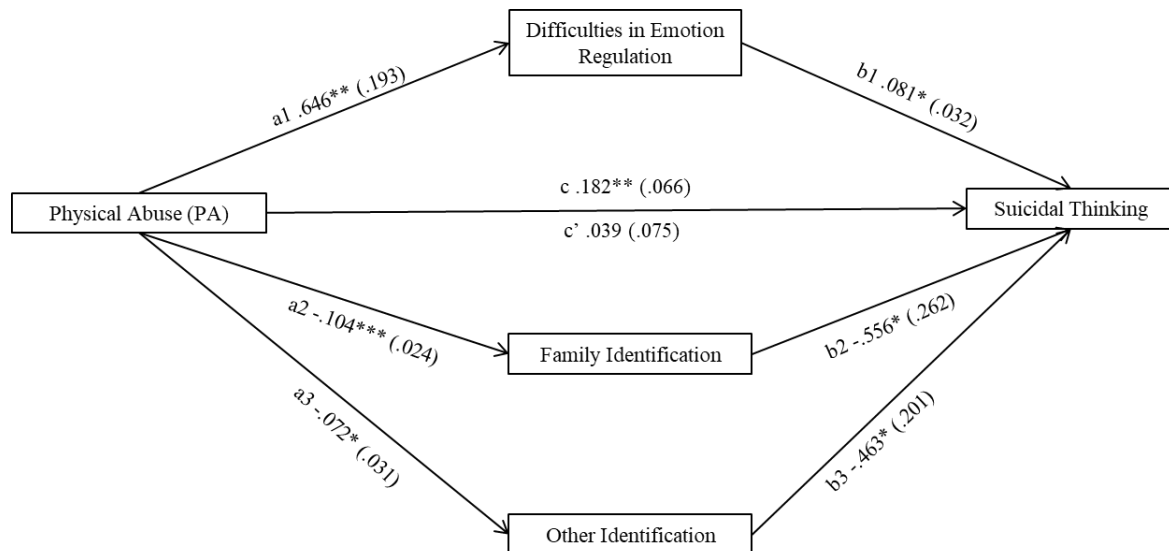 Difficulties in Emotion
Regulation
a1 .646** (.193)
b1 .081* (.032)
Physical Abuse (PA)
c .182** (.066)
c’ .039 (.075)
Suicidal Thinking
a2 -.104*** (.024)
Family Identification
b2 -.556* (.262)
a3 -.072* (.031)
b3 -.463* (.201)
Other Identification